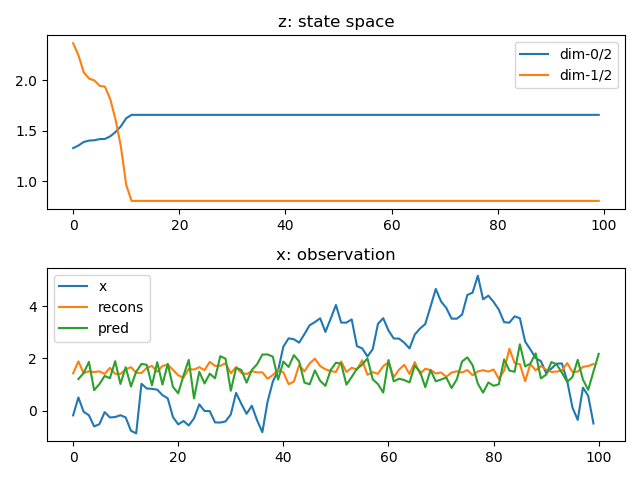 z: state space
dim-0/2
dim-1/2
2.0
1.5
1.0
0 20 40 60 80 100
x: observation
x
recons
pred
4
2
0
0 20 40 60 80 100